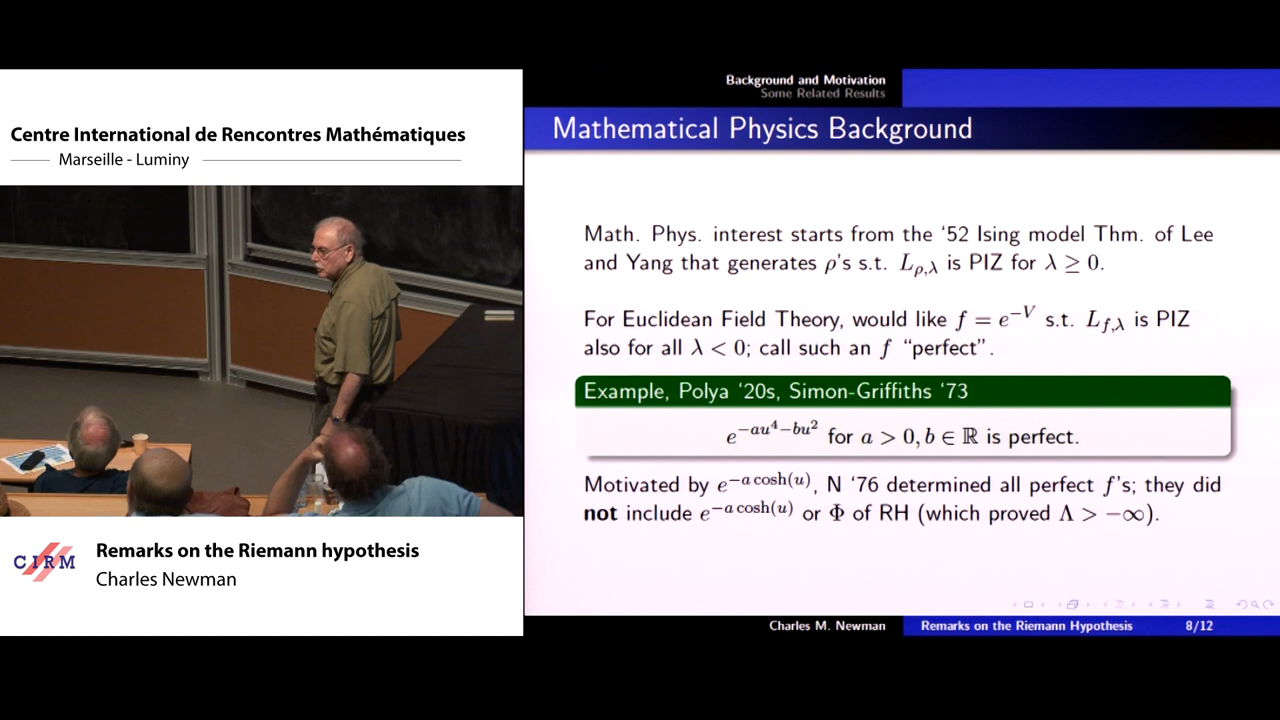 Centre International de Rencontres Mathématiques
Marseille - Luminy
CIRM
Remarks on the Riemann hypothesis
Charles Newman
Background and Motivation
Some Related Results
Mathematical Physics Background
Math. Phys. interest starts from the ‘52 Ising model Thm. of Lee
and Yang that generates ρ's s.t. L_{ρ,λ} is PIZ for λ ≥ 0.
For Euclidean Field Theory, would like f = e^{−V} s.t. L_{f,λ} is PIZ
also for all λ < 0; call such an f “perfect”.
Example, Polya ‘20s, Simon-Griffiths ‘73
e^{−au^4−bu^2} for a > 0, b ∈ ℝ is perfect.
Motivated by e^{−a cosh(u)}, N ‘76 determined all perfect f's; they did
not include e^{−a cosh(u)} or Φ of RH (which proved Λ > −∞).
Charles M. Newman
Remarks on the Riemann Hypothesis
8/12